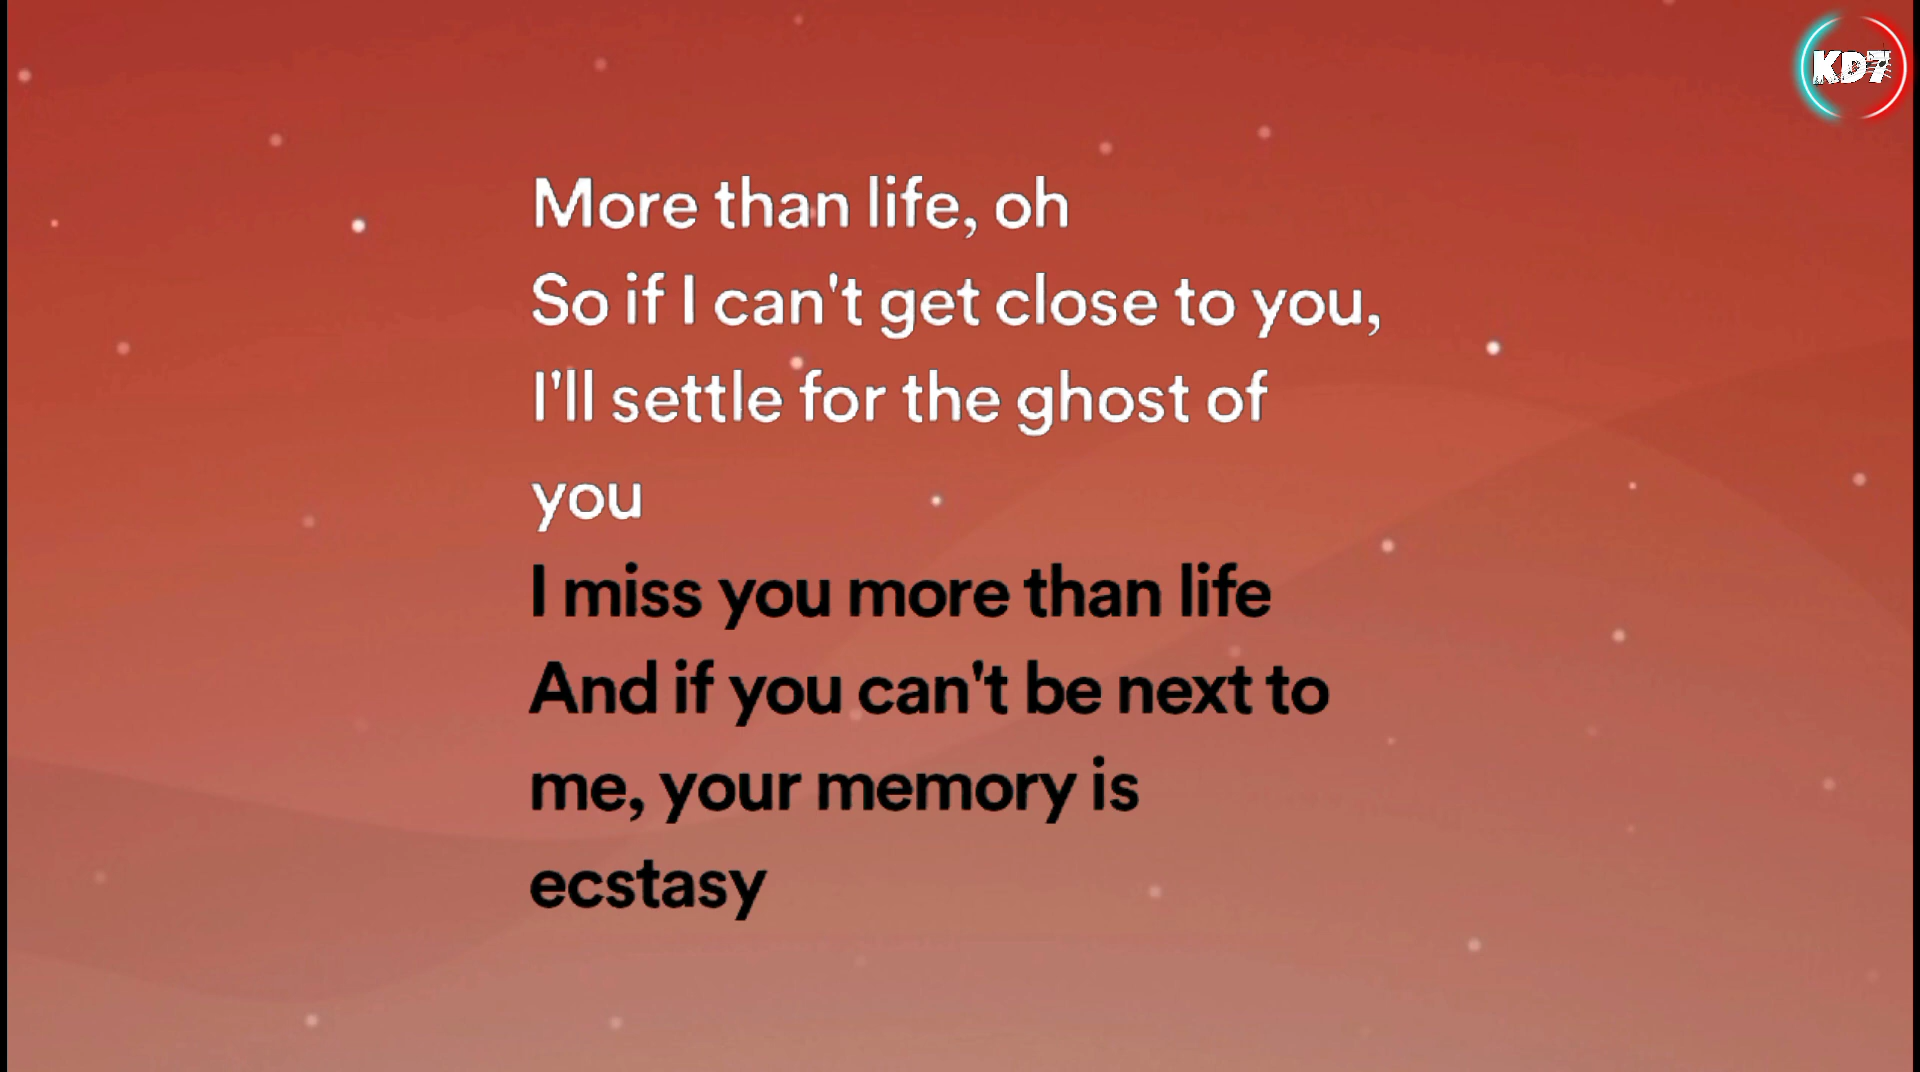 KD7
More than life, oh
So if I can't get close to you,
I'll settle for the ghost of
you
I miss you more than life
And if you can't be next to
me, your memory is
ecstasy